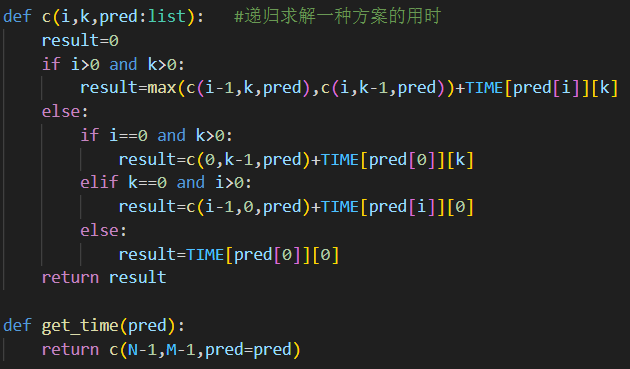 def c(i,k,pred:list):   #递归求解一种方案的用时
    result=0
    if i>0 and k>0:
        result=max(c(i-1,k,pred),c(i,k-1,pred))+TIME[pred[i]][k]
    else:
        if i==0 and k>0:
            result=c(0,k-1,pred)+TIME[pred[0]][k]
        elif k==0 and i>0:
            result=c(i-1,0,pred)+TIME[pred[i]][0]
        else:
            result=TIME[pred[0]][0]
    return result

def get_time(pred):
    return c(N-1,M-1,pred=pred)